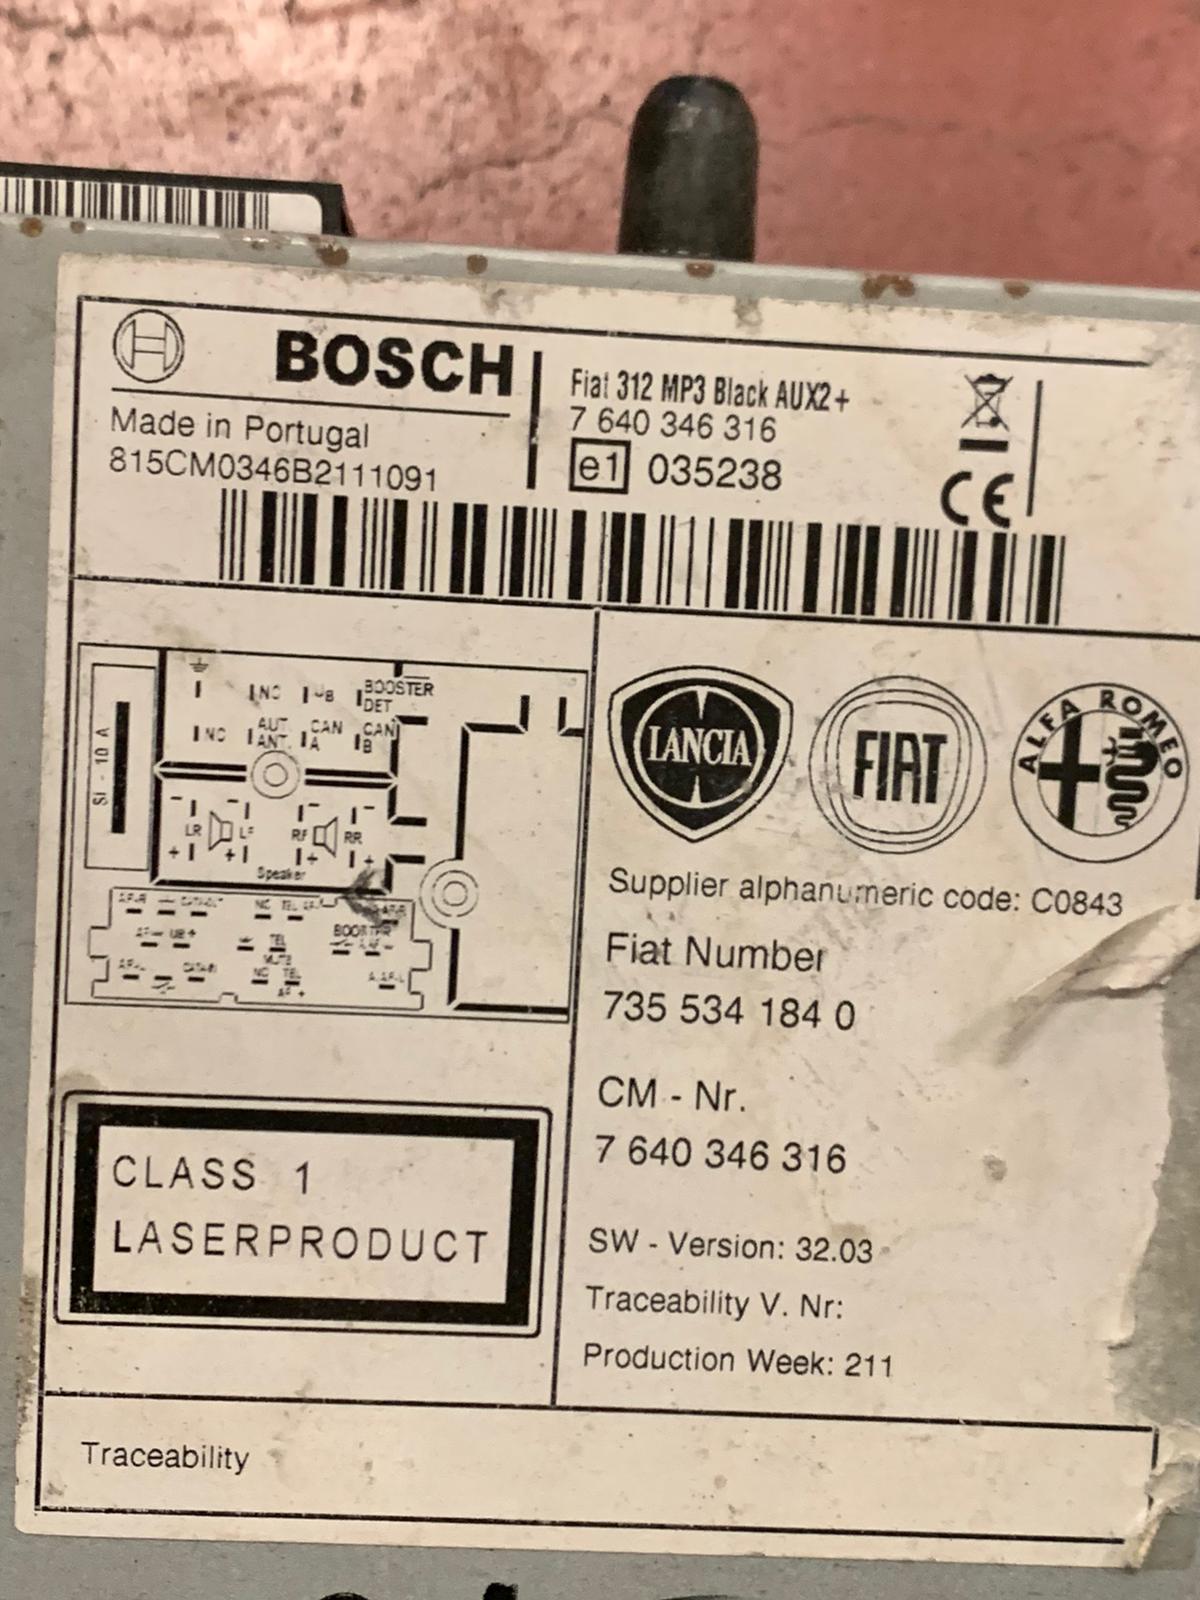 BOSCH
Made in Portugal
815CM0346B2111091
Fiat 312 MP3 Black AUX2+
7 640 346 316
e1 035238
CE
SI - 10 A
NC
BOOSTER
DET
NC AUT. ANT. CAN A CAN B
LR LF RF RR
Speaker
TEL
MUTE
NC TEL
AF +
CLASS 1
LASERPRODUCT
LANCIA
FIAT
ALFA ROMEO
Supplier alphanumeric code: C0843
Fiat Number
735 534 184 0
CM - Nr.
7 640 346 316
SW - Version: 32.03
Traceability V. Nr:
Production Week: 211
Traceability